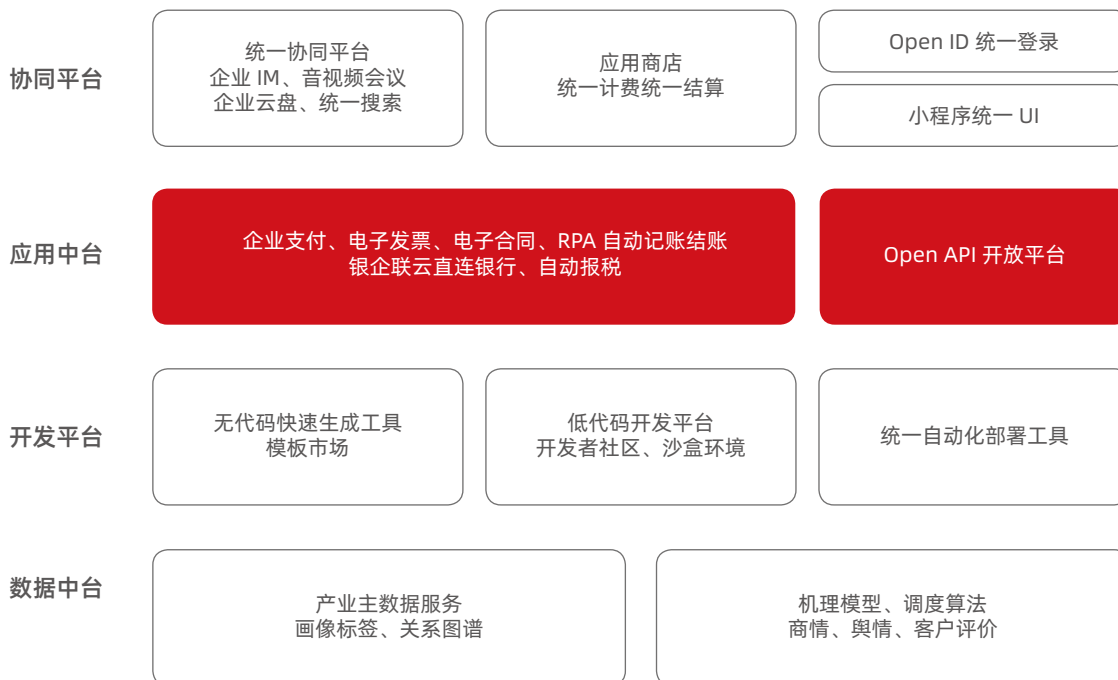 协同平台
统一协同平台
企业 IM、音视频会议
企业云盘、统一搜索
应用商店
统一计费统一结算
Open ID 统一登录
小程序统一 UI
应用中台
企业支付、电子发票、电子合同、RPA 自动记账结账
银企联云直连银行、自动报税
Open API 开放平台
开发平台
无代码快速生成工具
模板市场
低代码开发平台
开发者社区、沙盒环境
统一自动化部署工具
数据中台
产业主数据服务
画像标签、关系图谱
机理模型、调度算法
商情、舆情、客户评价